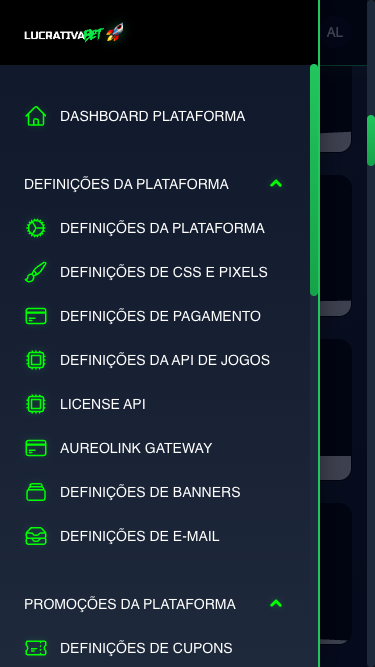 LUCRATIVABET
AL
DASHBOARD PLATAFORMA
DEFINIÇÕES DA PLATAFORMA
DEFINIÇÕES DA PLATAFORMA
DEFINIÇÕES DE CSS E PIXELS
DEFINIÇÕES DE PAGAMENTO
DEFINIÇÕES DA API DE JOGOS
LICENSE API
AUREOLINK GATEWAY
DEFINIÇÕES DE BANNERS
DEFINIÇÕES DE E-MAIL
PROMOÇÕES DA PLATAFORMA
DEFINIÇÕES DE CUPONS